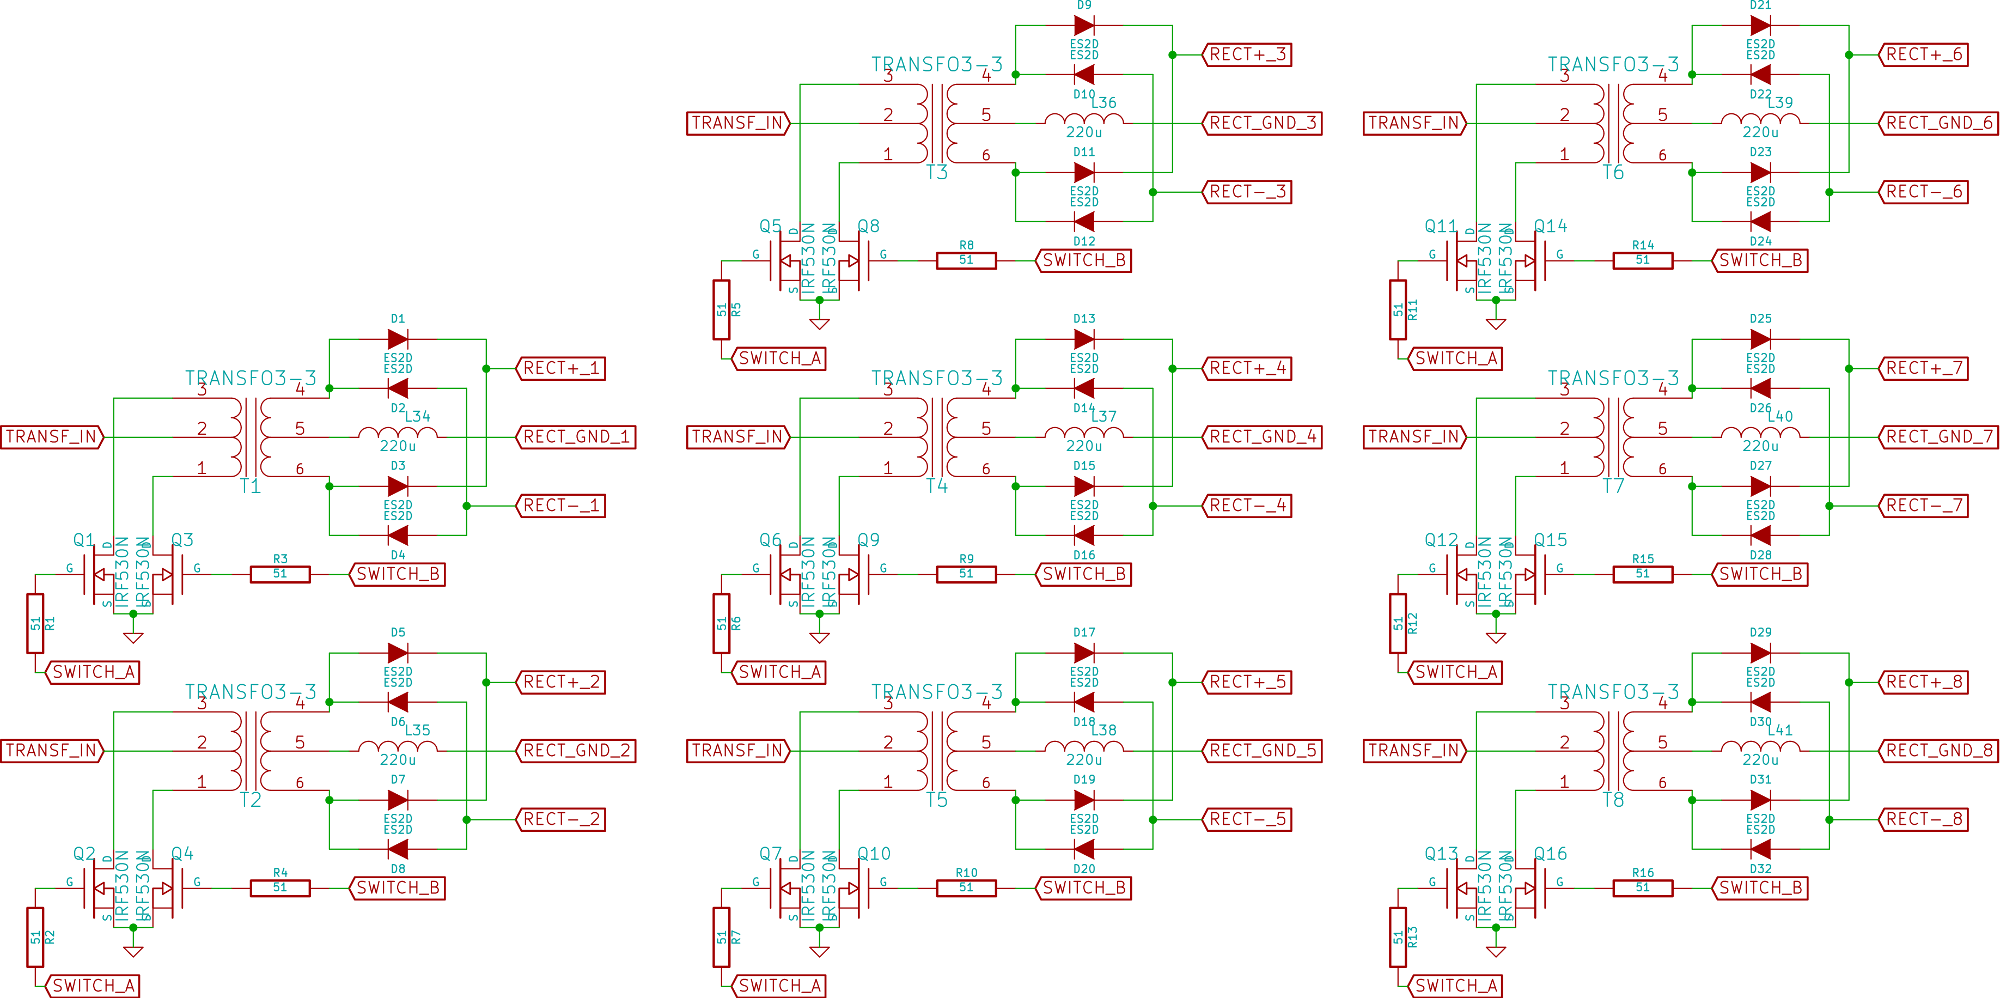 D1
ES2D
ES2D
D2
TRANSFO3-3
3
4
TRANSF_IN
2
5
L34
220u
1
6
T1
D3
ES2D
ES2D
D4
RECT+_1
RECT_GND_1
RECT-_1
Q1
D
G
S
IRF530N
Q3
D
G
S
IRF530N
R3
51
SWITCH_B
51
R1
SWITCH_A
D5
ES2D
ES2D
D6
TRANSFO3-3
3
4
TRANSF_IN
2
5
L35
220u
1
6
T2
D7
ES2D
ES2D
D8
RECT+_2
RECT_GND_2
RECT-_2
Q2
D
G
S
IRF530N
Q4
D
G
S
IRF530N
R4
51
SWITCH_B
51
R2
SWITCH_A
D9
ES2D
ES2D
D10
TRANSFO3-3
3
4
TRANSF_IN
2
5
L36
220u
1
6
T3
D11
ES2D
ES2D
D12
RECT+_3
RECT_GND_3
RECT-_3
Q5
D
G
S
IRF530N
Q8
D
G
S
IRF530N
R8
51
SWITCH_B
51
R5
SWITCH_A
D13
ES2D
ES2D
D14
TRANSFO3-3
3
4
TRANSF_IN
2
5
L37
220u
1
6
T4
D15
ES2D
ES2D
D16
RECT+_4
RECT_GND_4
RECT-_4
Q6
D
G
S
IRF530N
Q9
D
G
S
IRF530N
R9
51
SWITCH_B
51
R6
SWITCH_A
D17
ES2D
ES2D
D18
TRANSFO3-3
3
4
TRANSF_IN
2
5
L38
220u
1
6
T5
D19
ES2D
ES2D
D20
RECT+_5
RECT_GND_5
RECT-_5
Q7
D
G
S
IRF530N
Q10
D
G
S
IRF530N
R10
51
SWITCH_B
51
R7
SWITCH_A
D21
ES2D
ES2D
D22
TRANSFO3-3
3
4
TRANSF_IN
2
5
L39
220u
1
6
T6
D23
ES2D
ES2D
D24
RECT+_6
RECT_GND_6
RECT-_6
Q11
D
G
S
IRF530N
Q14
D
G
S
IRF530N
R14
51
SWITCH_B
51
R11
SWITCH_A
D25
ES2D
ES2D
D26
TRANSFO3-3
3
4
TRANSF_IN
2
5
L40
220u
1
6
T7
D27
ES2D
ES2D
D28
RECT+_7
RECT_GND_7
RECT-_7
Q12
D
G
S
IRF530N
Q15
D
G
S
IRF530N
R15
51
SWITCH_B
51
R12
SWITCH_A
D29
ES2D
ES2D
D30
TRANSFO3-3
3
4
TRANSF_IN
2
5
L41
220u
1
6
T8
D31
ES2D
ES2D
D32
RECT+_8
RECT_GND_8
RECT-_8
Q13
D
G
S
IRF530N
Q16
D
G
S
IRF530N
R16
51
SWITCH_B
51
R13
SWITCH_A